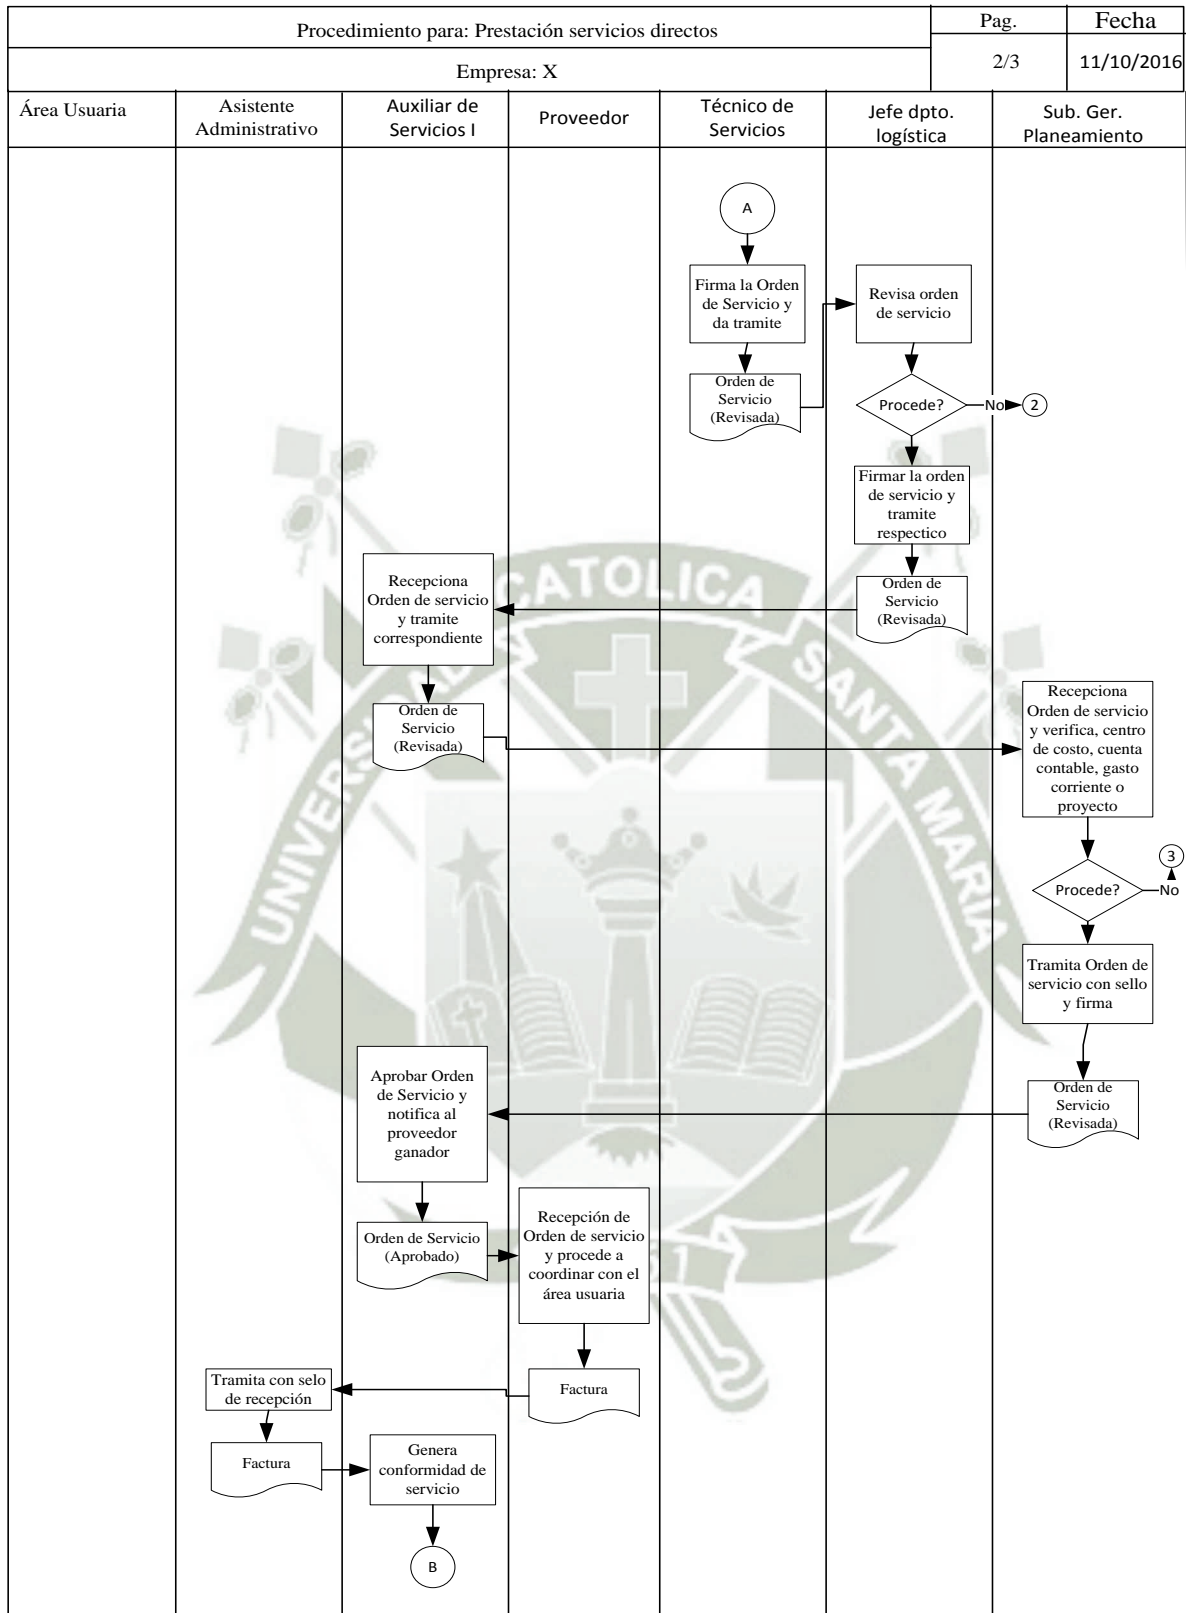 Procedimiento para: Prestación servicios directos
Pag.
Fecha
Empresa: X
2/3
11/10/2016
Área Usuaria
Asistente
Administrativo
Auxiliar de
Servicios I
Proveedor
Técnico de
Servicios
Jefe dpto.
logística
Sub. Ger.
Planeamiento
A
Firma la Orden
de Servicio y
da tramite
Revisa orden
de servicio
Orden de
Servicio
(Revisada)
Procede?
No
2
Firmar la orden
de servicio y
tramite
respectico
Orden de
Servicio
(Revisada)
Recepciona
Orden de servicio
y tramite
correspondiente
Orden de
Servicio
(Revisada)
Recepciona
Orden de servicio
y verifica, centro
de costo, cuenta
contable, gasto
corriente o
proyecto
3
Procede?
No
Tramita Orden de
servicio con sello
y firma
Orden de
Servicio
(Revisada)
Aprobar Orden
de Servicio y
notifica al
proveedor
ganador
Orden de Servicio
(Aprobado)
Recepción de
Orden de servicio
y procede a
coordinar con el
área usuaria
Factura
Tramita con selo
de recepción
Factura
Genera
conformidad de
servicio
B
UNIVERSIDAD CATOLICA SANTA MARIA